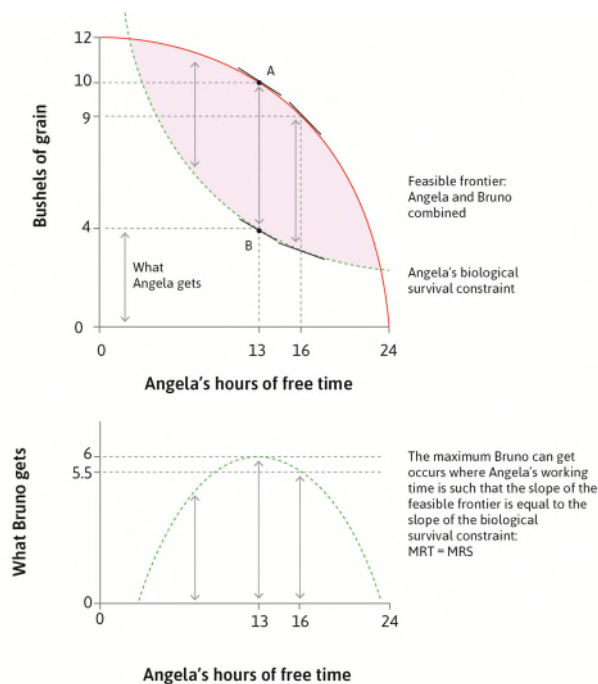 12
10
9
4
0
A
B
Bushels of grain
What
Angela gets
0
13
16
24
Angela's hours of free time
Feasible frontier:
Angela and Bruno
combined
Angela's biological
survival constraint
6
5.5
0
What Bruno gets
0
13
16
24
Angela's hours of free time
The maximum Bruno can get
occurs where Angela's working
time is such that the slope of the
feasible frontier is equal to the
slope of the biological
survival constraint:
MRT = MRS